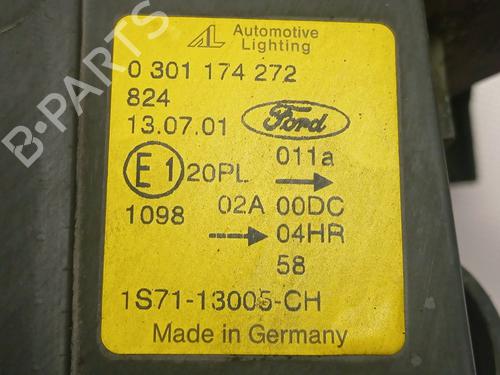 AL Automotive
Lighting
0 301 174 272
824
13.07.01 Ford
E1 20PL 011a →
1098 02A 00DC
→ 04HR
58
1S71-13005-CH
Made in Germany
B-PARTS